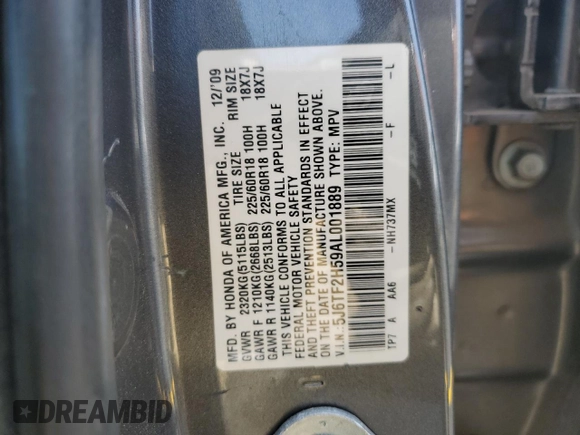 MFD. BY HONDA OF AMERICA MFG., INC. 12/'09
TIRE SIZE RIM SIZE
GVWR 2320KG(5115LBS)
GAWR F 1210KG(2668LBS) 225/60R18 100H 18X7J
GAWR R 1140KG(2513LBS) 225/60R18 100H 18X7J
THIS VEHICLE CONFORMS TO ALL APPLICABLE
FEDERAL MOTOR VEHICLE SAFETY
AND THEFT PREVENTION STANDARDS IN EFFECT
ON THE DATE OF MANUFACTURE SHOWN ABOVE.
V.I.N.:5J6TF2H59AL001889 TYPE: MPV
TP7 A AA6 -NH737MX -F -L
DREAMBID